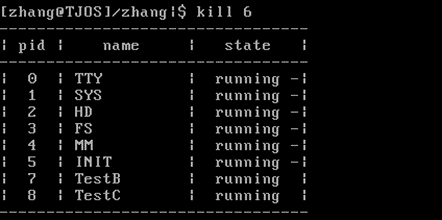 [zhang@TJOS]/zhang|$ kill 6
----------------------------------
| pid |    name     |   state    |
----------------------------------
|  0  | TTY         |  running -|
|  1  | SYS         |  running -|
|  2  | HD          |  running -|
|  3  | FS          |  running -|
|  4  | MM          |  running -|
|  5  | INIT        |  running -|
|  7  | TestB       |  running  |
|  8  | TestC       |  running  |
----------------------------------